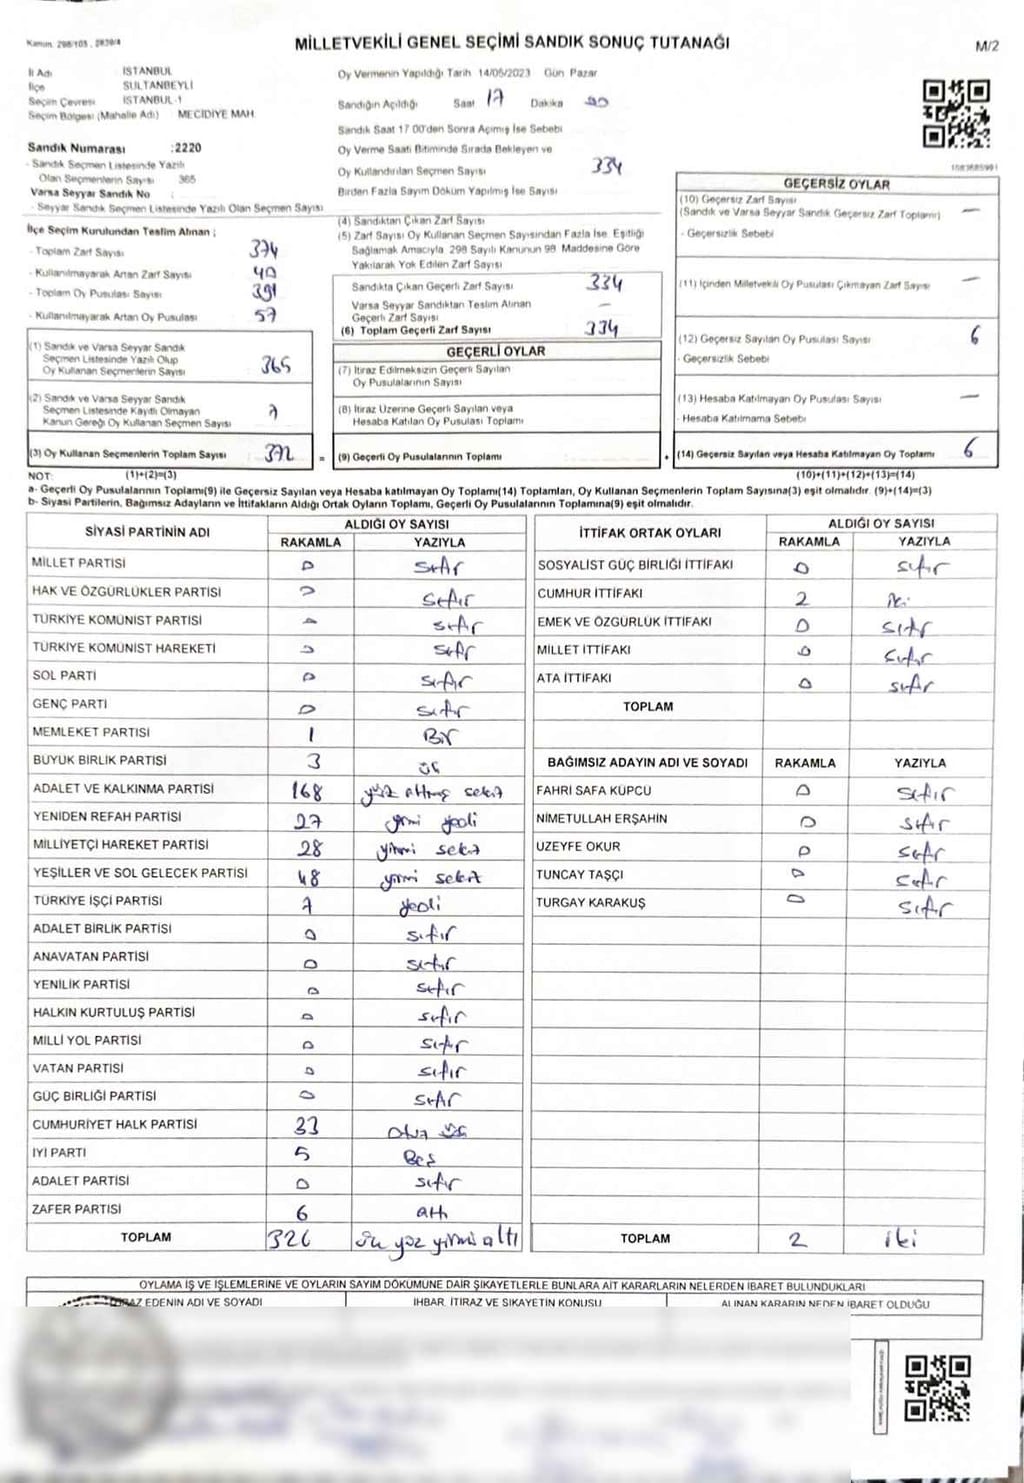 Kanun. 298/105 , 2839/4
MİLLETVEKİLİ GENEL SEÇİMİ SANDIK SONUÇ TUTANAĞI
M/2
İl Adı İSTANBUL
İlçe SULTANBEYLİ
Seçim Çevresi İSTANBUL-1
Seçim Bölgesi (Mahalle Adı) MECİDİYE MAH
Oy Vermenin Yapıldığı Tarih 14/05/2023 Gün Pazar
Sandığın Açıldığı Saat 17 Dakika
Sandık Saat 17 00'den Sonra Açımış İse Sebebi
Sandık Numarası :2220
- Sandık Seçmen Listesinde Yazılı
Olan Seçmenlerin Sayısı 365
Varsa Seyyar Sandık No :
- Seyyar Sandık Seçmen Listesinde Yazılı Olan Seçmen Sayısı
Oy Verme Saati Bitiminde Sırada Bekleyen ve
Oy Kullandırılan Seçmen Sayısı 334
Birden Fazla Sayım Döküm Yapılmış İse Sayısı
İlçe Seçim Kurulundan Teslim Alınan ;
- Toplam Zarf Sayısı 374
- Kullanılmayarak Artan Zarf Sayısı 40
- Toplam Oy Pusulası Sayısı 391
- Kullanılmayarak Artan Oy Pusulası 57
(4) Sandıktan Çıkan Zarf Sayısı
(5) Zarf Sayısı Oy Kullanan Seçmen Sayısından Fazla İse, Eşitliği
Sağlamak Amacıyla 298 Sayılı Kanunun 98. Maddesine Göre
Yakılarak Yok Edilen Zarf Sayısı
Sandıkta Çıkan Geçerli Zarf Sayısı 334
Varsa Seyyar Sandıktan Teslim Alınan
Geçerli Zarf Sayısı –
(6) Toplam Geçerli Zarf Sayısı 334
GEÇERSİZ OYLAR
(10) Geçersiz Zarf Sayısı
(Sandık ve Varsa Seyyar Sandık Geçersiz Zarf Toplamı) –
- Geçersizlik Sebebi
(11) İçinden Milletvekili Oy Pusulası Çıkmayan Zarf Sayısı –
(12) Geçersiz Sayılan Oy Pusulası Sayısı 6
- Geçersizlik Sebebi
(13) Hesaba Katılmayan Oy Pusulası Sayısı –
- Hesaba Katılmama Sebebi
(14) Geçersiz Sayılan veya Hesaba Katılmayan Oy Toplamı 6
(1) Sandık ve Varsa Seyyar Sandık
Seçmen Listesinde Yazılı Olup
Oy Kullanan Seçmenlerin Sayısı 365
(2) Sandık ve Varsa Seyyar Sandık
Seçmen Listesinde Kayıtlı Olmayan
Kanun Gereği Oy Kullanan Seçmen Sayısı 7
(3) Oy Kullanan Seçmenlerin Toplam Sayısı 372 =
GEÇERLİ OYLAR
(7) İtiraz Edilmeksizin Geçerli Sayılan
Oy Pusulalarının Sayısı
(8) İtiraz Üzerine Geçerli Sayılan veya
Hesaba Katılan Oy Pusulası Toplamı
(9) Geçerli Oy Pusulalarının Toplamı +
NOT: (1)+(2)=(3) (10)+(11)+(12)+(13)=(14)
a- Geçerli Oy Pusulalarının Toplamı(9) ile Geçersiz Sayılan veya Hesaba katılmayan Oy Toplamı(14) Toplamları, Oy Kullanan Seçmenlerin Toplam Sayısına(3) eşit olmalıdır. (9)+(14)=(3)
b- Siyasi Partilerin, Bağımsız Adayların ve İttifakların Aldığı Ortak Oyların Toplamı, Geçerli Oy Pusulalarının Toplamına(9) eşit olmalıdır.
SİYASİ PARTİNİN ADI ALDIĞI OY SAYISI
RAKAMLA YAZIYLA
MİLLET PARTİSİ 0 sıfır
HAK VE ÖZGÜRLÜKLER PARTİSİ 0 sıfır
TÜRKİYE KOMÜNİST PARTİSİ 0 sıfır
TÜRKİYE KOMÜNİST HAREKETİ 0 sıfır
SOL PARTİ 0 sıfır
GENÇ PARTİ 0 sıfır
MEMLEKET PARTİSİ 1 Bir
BÜYÜK BİRLİK PARTİSİ 3 üç
ADALET VE KALKINMA PARTİSİ 168 yüz altmış sekiz
YENİDEN REFAH PARTİSİ 27 yirmi yedi
MİLLİYETÇİ HAREKET PARTİSİ 28 yirmi sekiz
YEŞİLLER VE SOL GELECEK PARTİSİ 48 yirmi sekiz
TÜRKİYE İŞÇİ PARTİSİ 7 yedi
ADALET BİRLİK PARTİSİ 0 sıfır
ANAVATAN PARTİSİ 0 sıfır
YENİLİK PARTİSİ 0 sıfır
HALKIN KURTULUŞ PARTİSİ 0 sıfır
MİLLİ YOL PARTİSİ 0 sıfır
VATAN PARTİSİ 0 sıfır
GÜÇ BİRLİĞİ PARTİSİ 0 sıfır
CUMHURİYET HALK PARTİSİ 33 otuz üç
İYİ PARTİ 5 Beş
ADALET PARTİSİ 0 sıfır
ZAFER PARTİSİ 6 altı
TOPLAM 326 üç yüz yirmi altı
İTTİFAK ORTAK OYLARI ALDIĞI OY SAYISI
RAKAMLA YAZIYLA
SOSYALİST GÜÇ BİRLİĞİ İTTİFAKI 0 sıfır
CUMHUR İTTİFAKI 2 iki
EMEK VE ÖZGÜRLÜK İTTİFAKI 0 sıfır
MİLLET İTTİFAKI 0 sıfır
ATA İTTİFAKI 0 sıfır
TOPLAM
BAĞIMSIZ ADAYIN ADI VE SOYADI RAKAMLA YAZIYLA
FAHRİ SAFA KÜPCÜ 0 sıfır
NİMETULLAH ERŞAHİN 0 sıfır
UZEYFE OKUR 0 sıfır
TUNCAY TAŞÇI 0 sıfır
TURGAY KARAKUŞ 0 sıfır
TOPLAM 2 iki
OYLAMA İŞ VE İŞLEMLERİNE VE OYLARIN SAYIM DÖKÜMÜNE DAİR ŞİKAYETLERLE BUNLARA AİT KARARLARIN NELERDEN İBARET BULUNDUKLARI
EDENİN ADI VE SOYADI İHBAR, İTİRAZ VE ŞİKAYETİN KONUSU ALINAN KARARIN NEDEN İBARET OLDUĞU